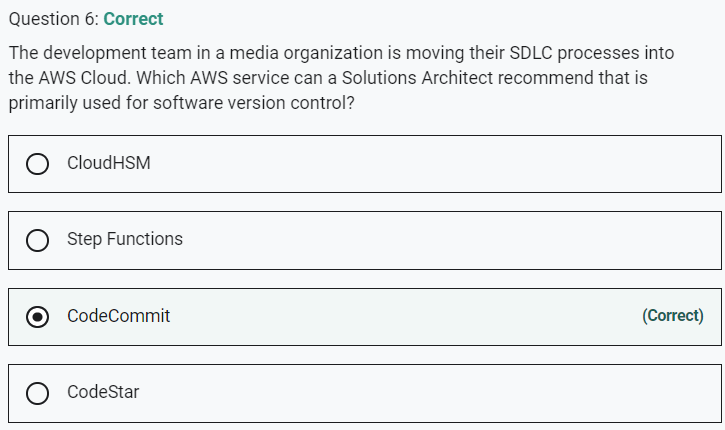 Question 6: Correct
The development team in a media organization is moving their SDLC processes into
the AWS Cloud. Which AWS service can a Solutions Architect recommend that is
primarily used for software version control?
CloudHSM
Step Functions
CodeCommit (Correct)
CodeStar